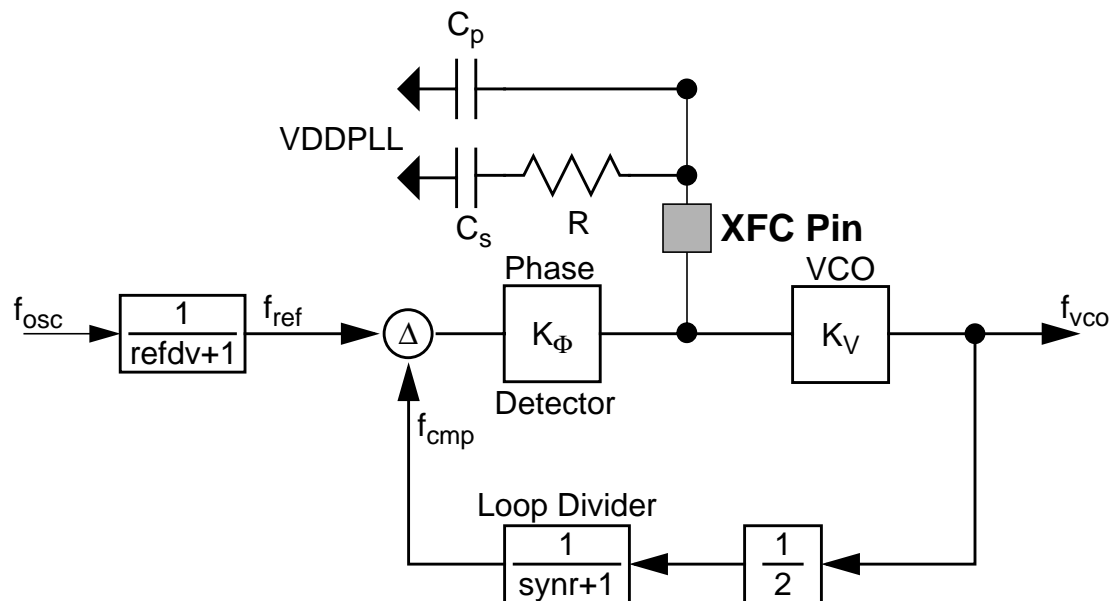 Cp
VDDPLL
Cs
R
XFC Pin
Phase
VCO
fosc
1
refdv+1
fref
Δ
KΦ
KV
fvco
Detector
fcmp
Loop Divider
1
synr+1
1
2